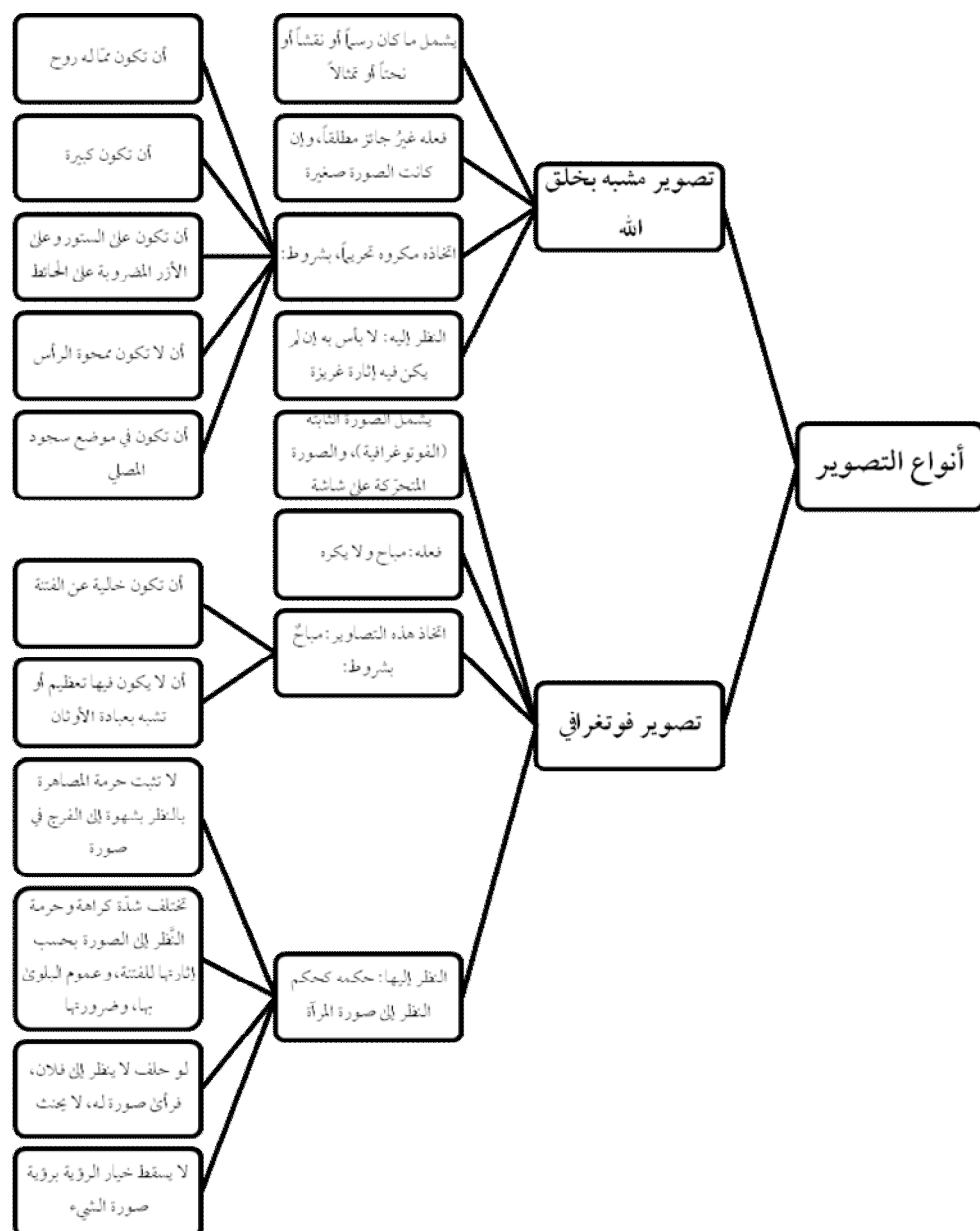 أنواع التصوير
تصوير مشبه بخلق
الله
يشمل ما كان رسماً أو نقشاً أو
نحتاً أو تمثالاً
فعله غيرُ جائز مطلقاً، وإن
كانت الصورة صغيرة
اتخاذه مكروه تحريماً، بشروط:
أن تكون ممّا له روح
أن تكون كبيرة
أن تكون على الستور وعلى
الأزر المضروبة على الحائط
أن لا تكون ممحوة الرأس
أن تكون في موضع سجود
المصلي
النظر إليه: لا بأس به إن لم
يكن فيه إثارة غريزة
تصوير فوتغرافي
يشمل الصورة الثابته
(الفوتوغرافية)، والصورة
المتحرّكة على شاشة
فعله: مباح ولا يكره
اتخاذ هذه التصاوير: مباحٌ
بشروط:
أن تكون خالية عن الفتنة
أن لا يكون فيها تعظيم أو
تشبه بعبادة الأوثان
النظر إليها: حكمه كحكم
النظر إلى صورة المرآة
لا تثبت حرمة المصاهرة
بالنظر بشهوة إلى الفرج في
صورة
تختلف شدّة كراهة وحرمة
النَّظر إلى الصورة بحسب
إثارتها للفتنة، وعموم البلوى
بها، وضرورتها
لو حلف لا ينظر إلى فلان،
فرأى صورة له، لا يحنث
لا يسقط خيار الرؤية برؤية
صورة الشيء